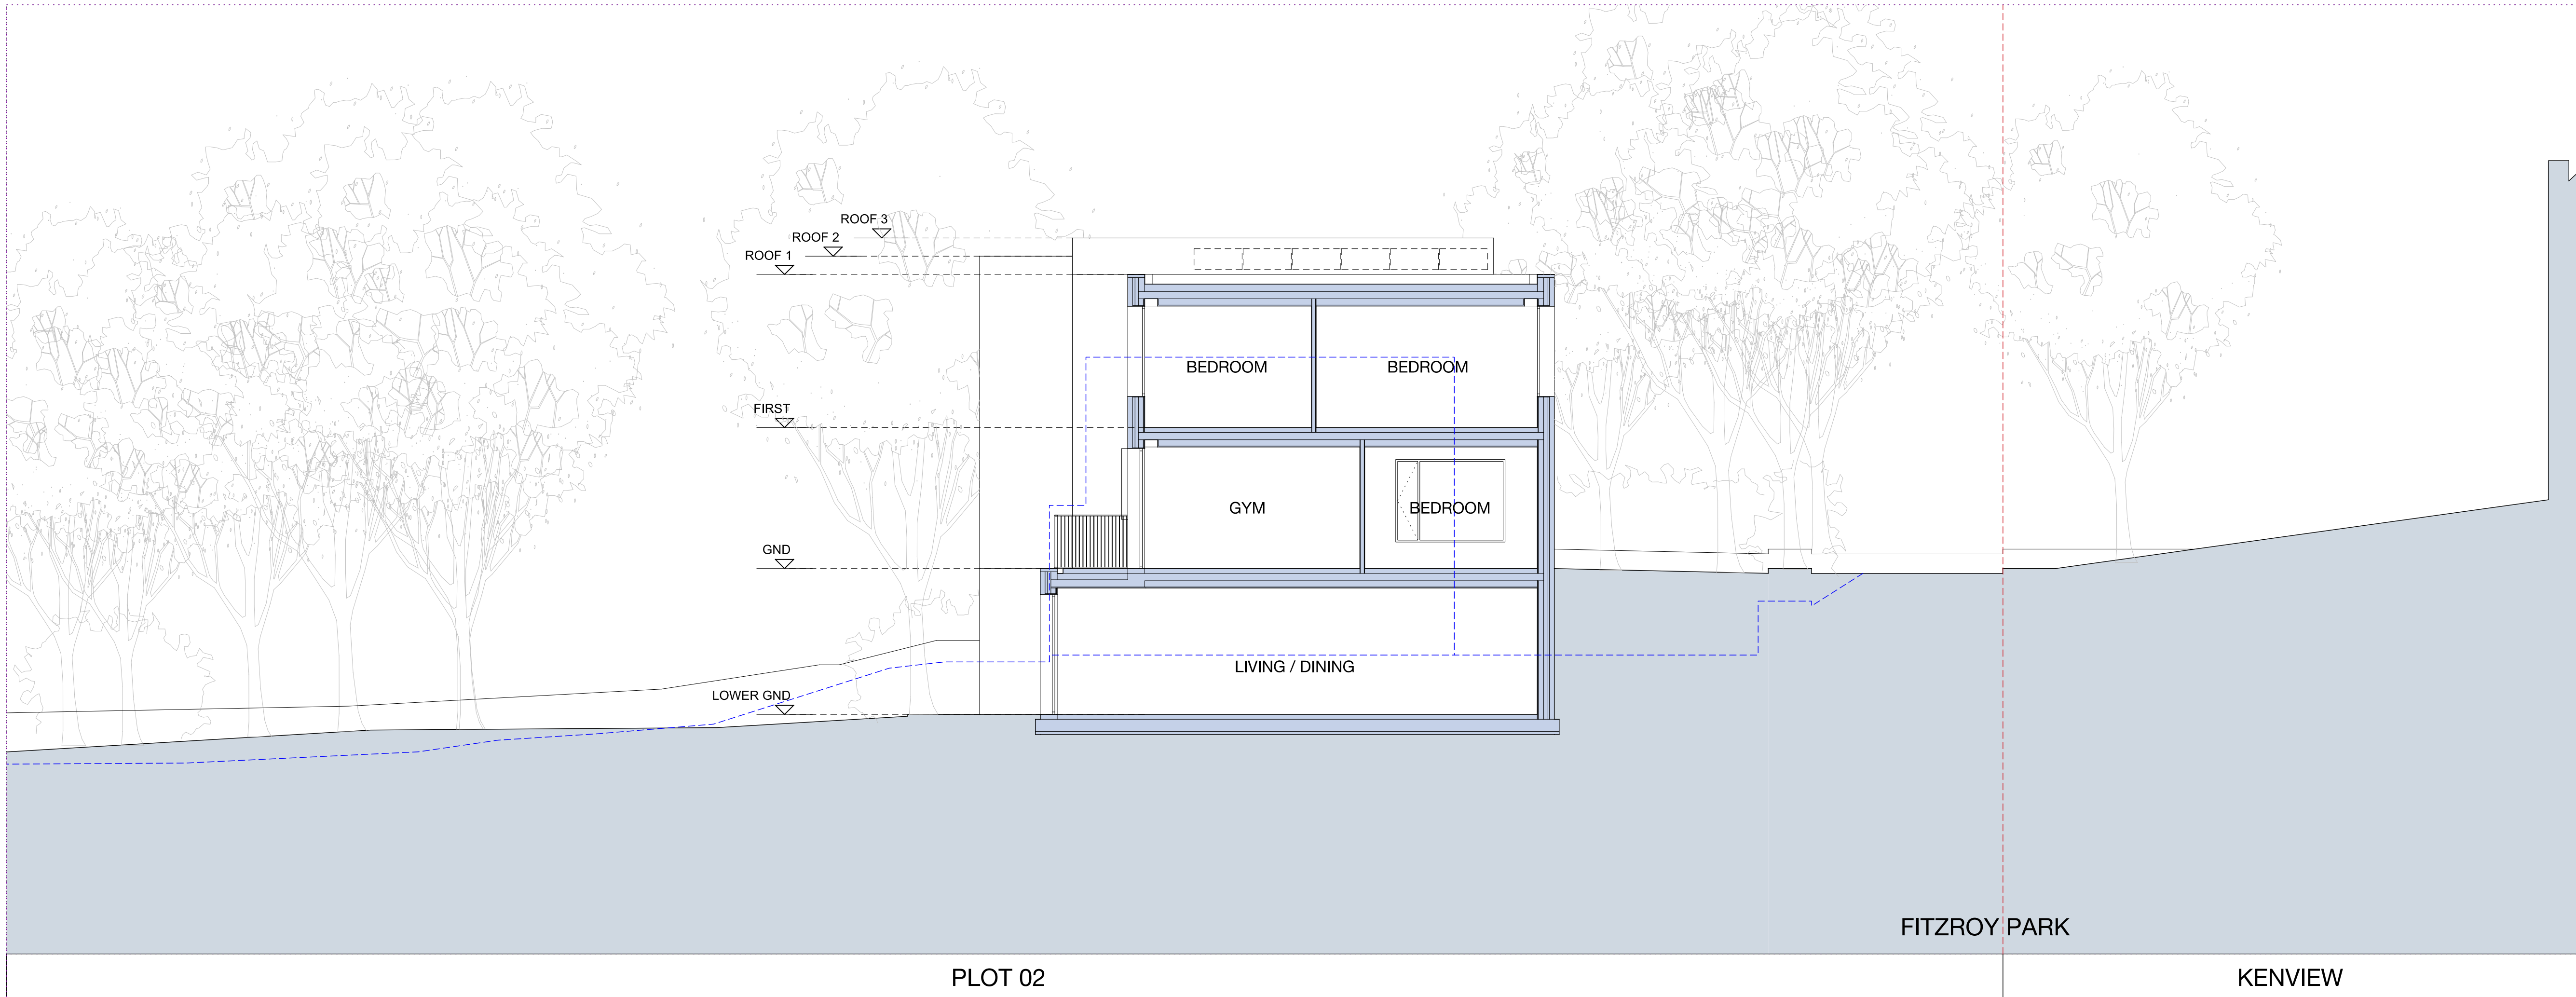 ROOF 3
ROOF 2
ROOF 1
BEDROOM
BEDROOM
FIRST
GYM
BEDROOM
GND
LIVING / DINING
LOWER GND
FITZROY PARK
PLOT 02
KENVIEW